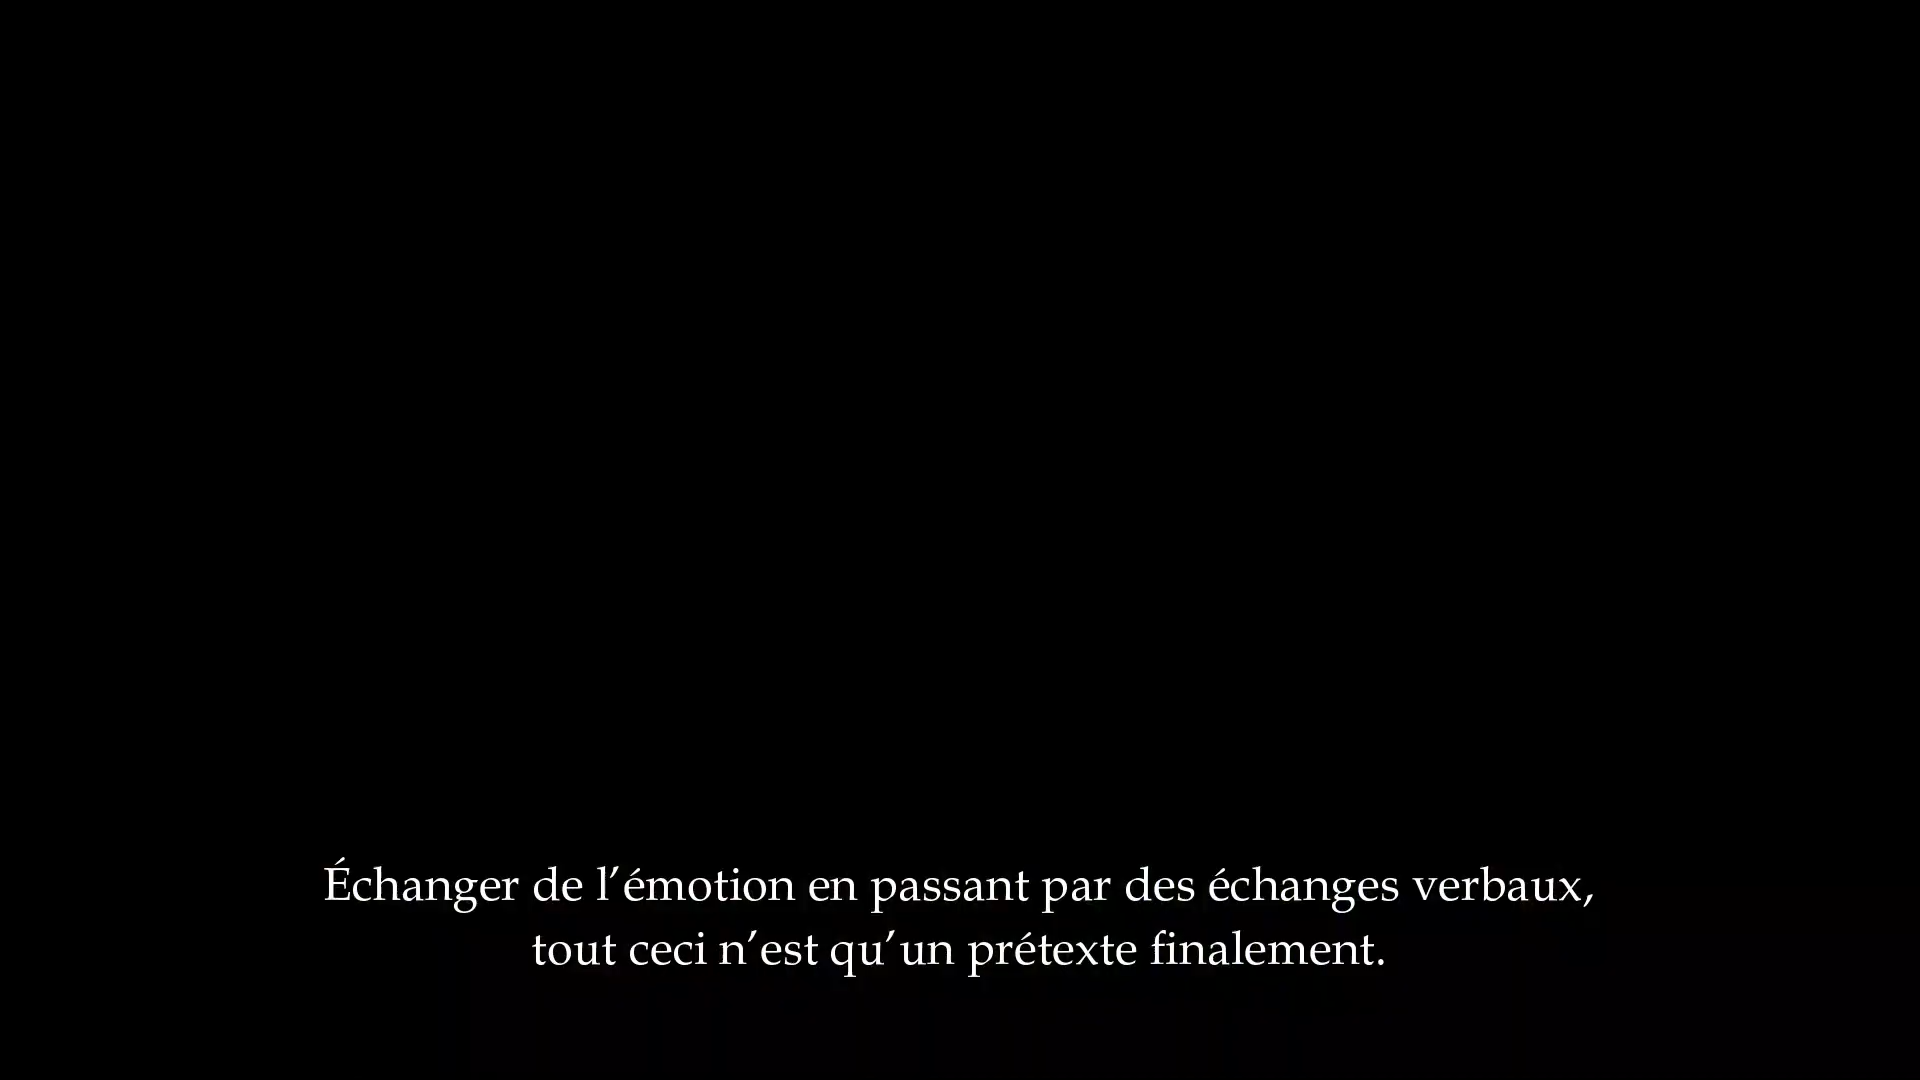 Échanger de l’émotion en passant par des échanges verbaux,
tout ceci n’est qu’un prétexte finalement.